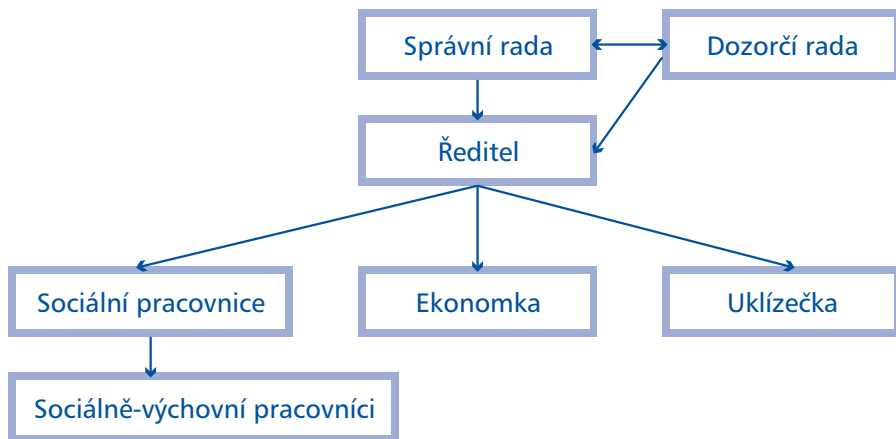 Správní rada
Dozorčí rada
Ředitel
Sociální pracovnice
Ekonomka
Uklízečka
Sociálně-výchovní pracovníci